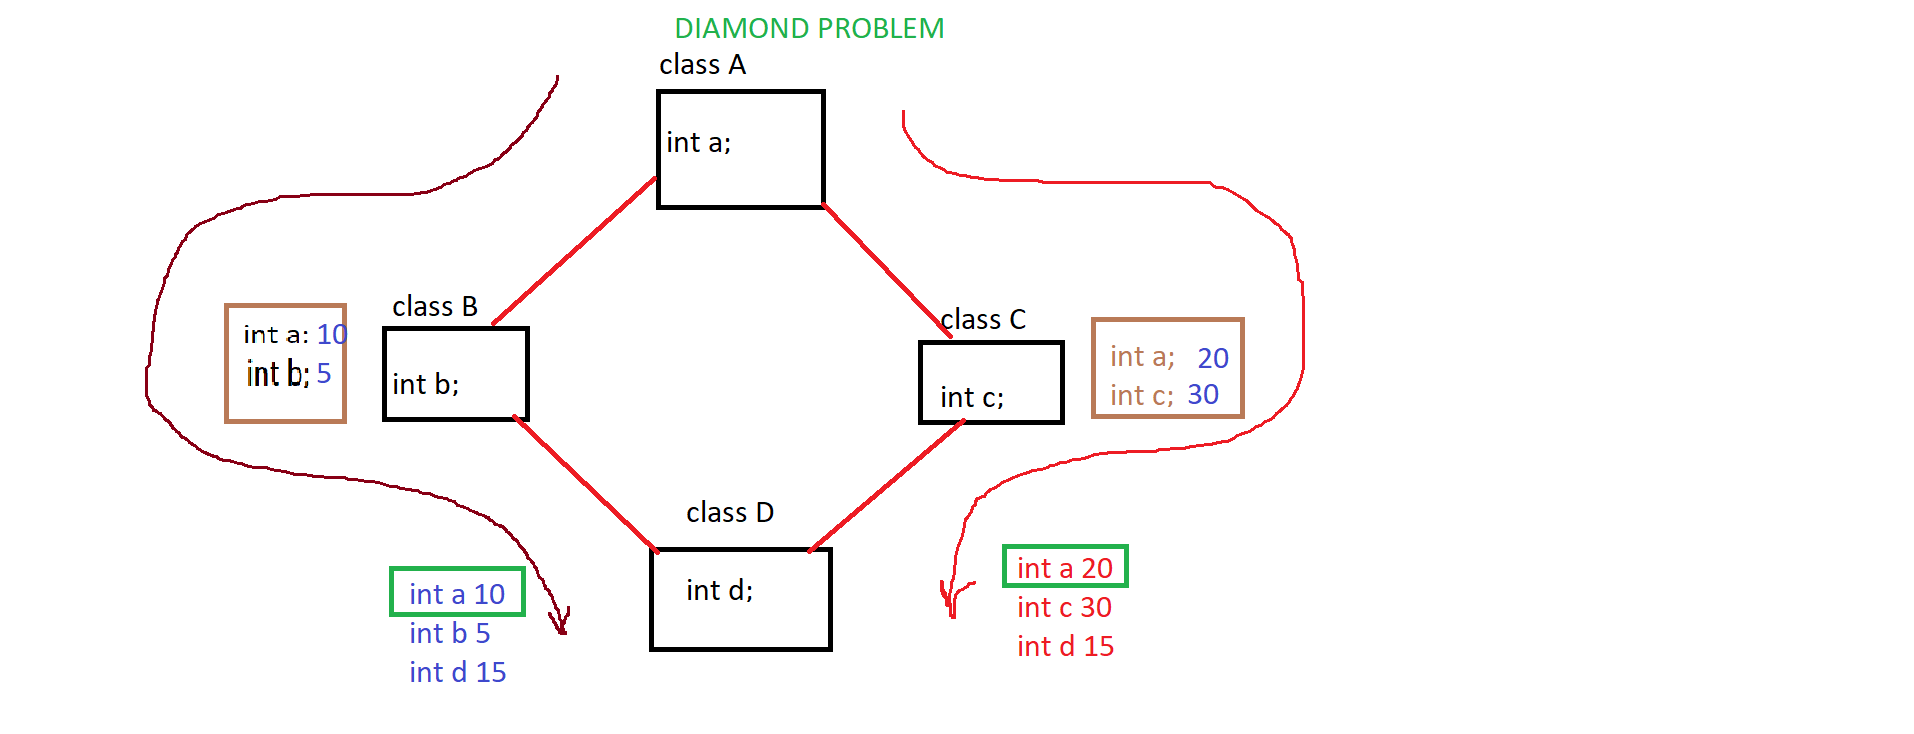 DIAMOND PROBLEM
class A
int a;
class B
int a: 10
int b; 5
int b;
class C
int c;
int a; 20
int c; 30
class D
int d;
int a 10
int b 5
int d 15
int a 20
int c 30
int d 15